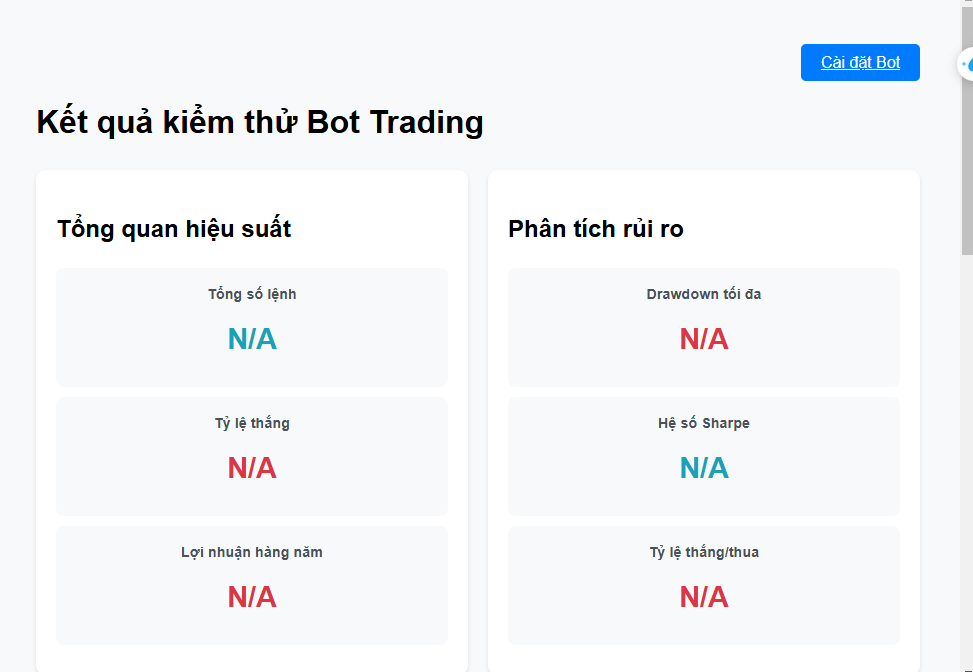 Cài đặt Bot
Kết quả kiểm thử Bot Trading
Tổng quan hiệu suất
Tổng số lệnh
N/A
Tỷ lệ thắng
N/A
Lợi nhuận hàng năm
N/A
Phân tích rủi ro
Drawdown tối đa
N/A
Hệ số Sharpe
N/A
Tỷ lệ thắng/thua
N/A